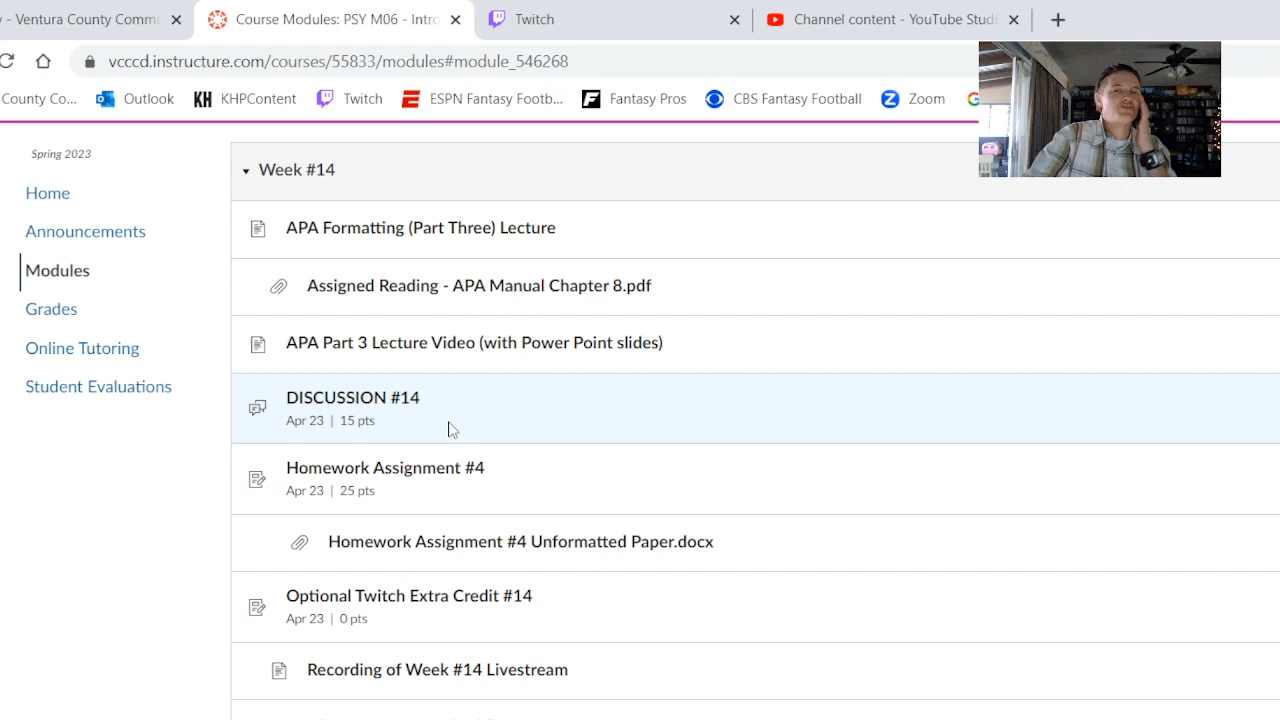 y - Ventura County Commu
Course Modules: PSY M06 - Intro
Twitch
Channel content - YouTube Studi
vcccd.instructure.com/courses/55833/modules#module_546268
County Co...
Outlook
KH
KHPContent
Twitch
ESPN Fantasy Footb...
Fantasy Pros
CBS Fantasy Football
Zoom
Spring 2023
Home
Announcements
Modules
Grades
Online Tutoring
Student Evaluations
Week #14
APA Formatting (Part Three) Lecture
Assigned Reading - APA Manual Chapter 8.pdf
APA Part 3 Lecture Video (with Power Point slides)
DISCUSSION #14
Apr 23 | 15 pts
Homework Assignment #4
Apr 23 | 25 pts
Homework Assignment #4 Unformatted Paper.docx
Optional Twitch Extra Credit #14
Apr 23 | 0 pts
Recording of Week #14 Livestream